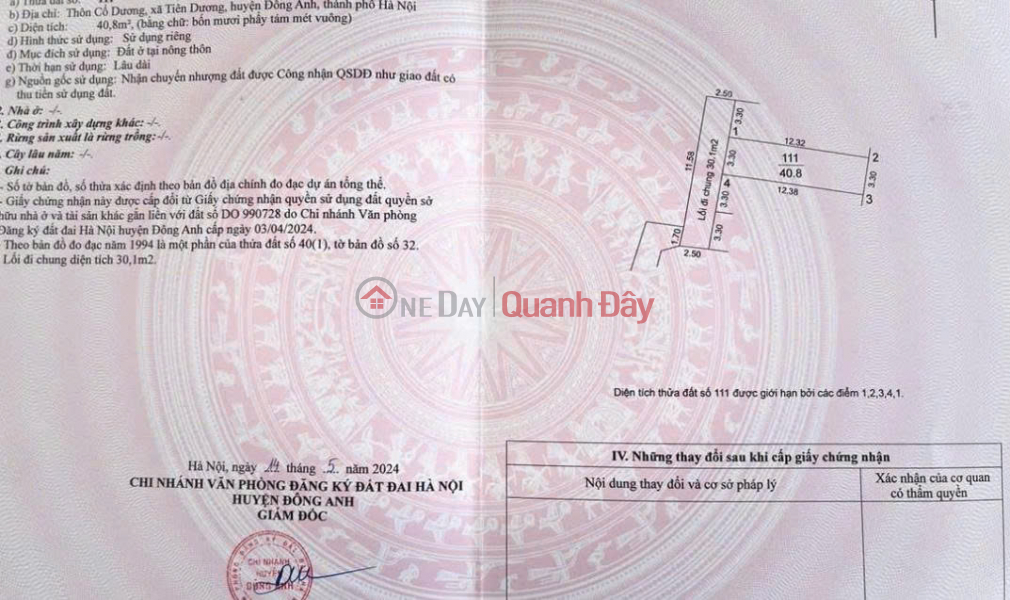 a) Thửa đất số: 111
b) Địa chỉ: Thôn Cổ Dương, xã Tiên Dương, huyện Đông Anh, thành phố Hà Nội
c) Diện tích: 40,8m², (bằng chữ: bốn mươi phẩy tám mét vuông)
d) Hình thức sử dụng: Sử dụng riêng
đ) Mục đích sử dụng: Đất ở tại nông thôn
e) Thời hạn sử dụng: Lâu dài
g) Nguồn gốc sử dụng: Nhận chuyển nhượng đất được Công nhận QSDĐ như giao đất có
thu tiền sử dụng đất.
. Nhà ở: -/-.
. Công trình xây dựng khác: -/-.
. Rừng sản xuất là rừng trồng: -/-.
. Cây lâu năm: -/-.
Ghi chú:
- Số tờ bản đồ, số thửa xác định theo bản đồ địa chính đo đạc dự án tổng thể.
- Giấy chứng nhận này được cấp đổi từ Giấy chứng nhận quyền sử dụng đất quyền sở
hữu nhà ở và tài sản khác gắn liền với đất số DO 990728 do Chi nhánh Văn phòng
Đăng ký đất đai Hà Nội huyện Đông Anh cấp ngày 03/04/2024.
Theo bản đồ đo đạc năm 1994 là một phần của thửa đất số 40(1), tờ bản đồ số 32.
Lối đi chung diện tích 30,1m2.
2.50
3.30
1
12.32
2
11.58
Lối đi chung 30.1m2
3.30
111
40.8
3.30
4
12.38
3
3.30
3.30
1.70
2.50
ONE DAY Quanh Đây
Diện tích thửa đất số 111 được giới hạn bởi các điểm 1,2,3,4,1.
Hà Nội, ngày 14 tháng 5 năm 2024
CHI NHÁNH VĂN PHÒNG ĐĂNG KÝ ĐẤT ĐAI HÀ NỘI
HUYỆN ĐÔNG ANH
GIÁM ĐỐC
CHI NHÁNH
HUYỆN
ĐÔNG ANH
IV. Những thay đổi sau khi cấp giấy chứng nhận
Nội dung thay đổi và cơ sở pháp lý
Xác nhận của cơ quan
có thẩm quyền